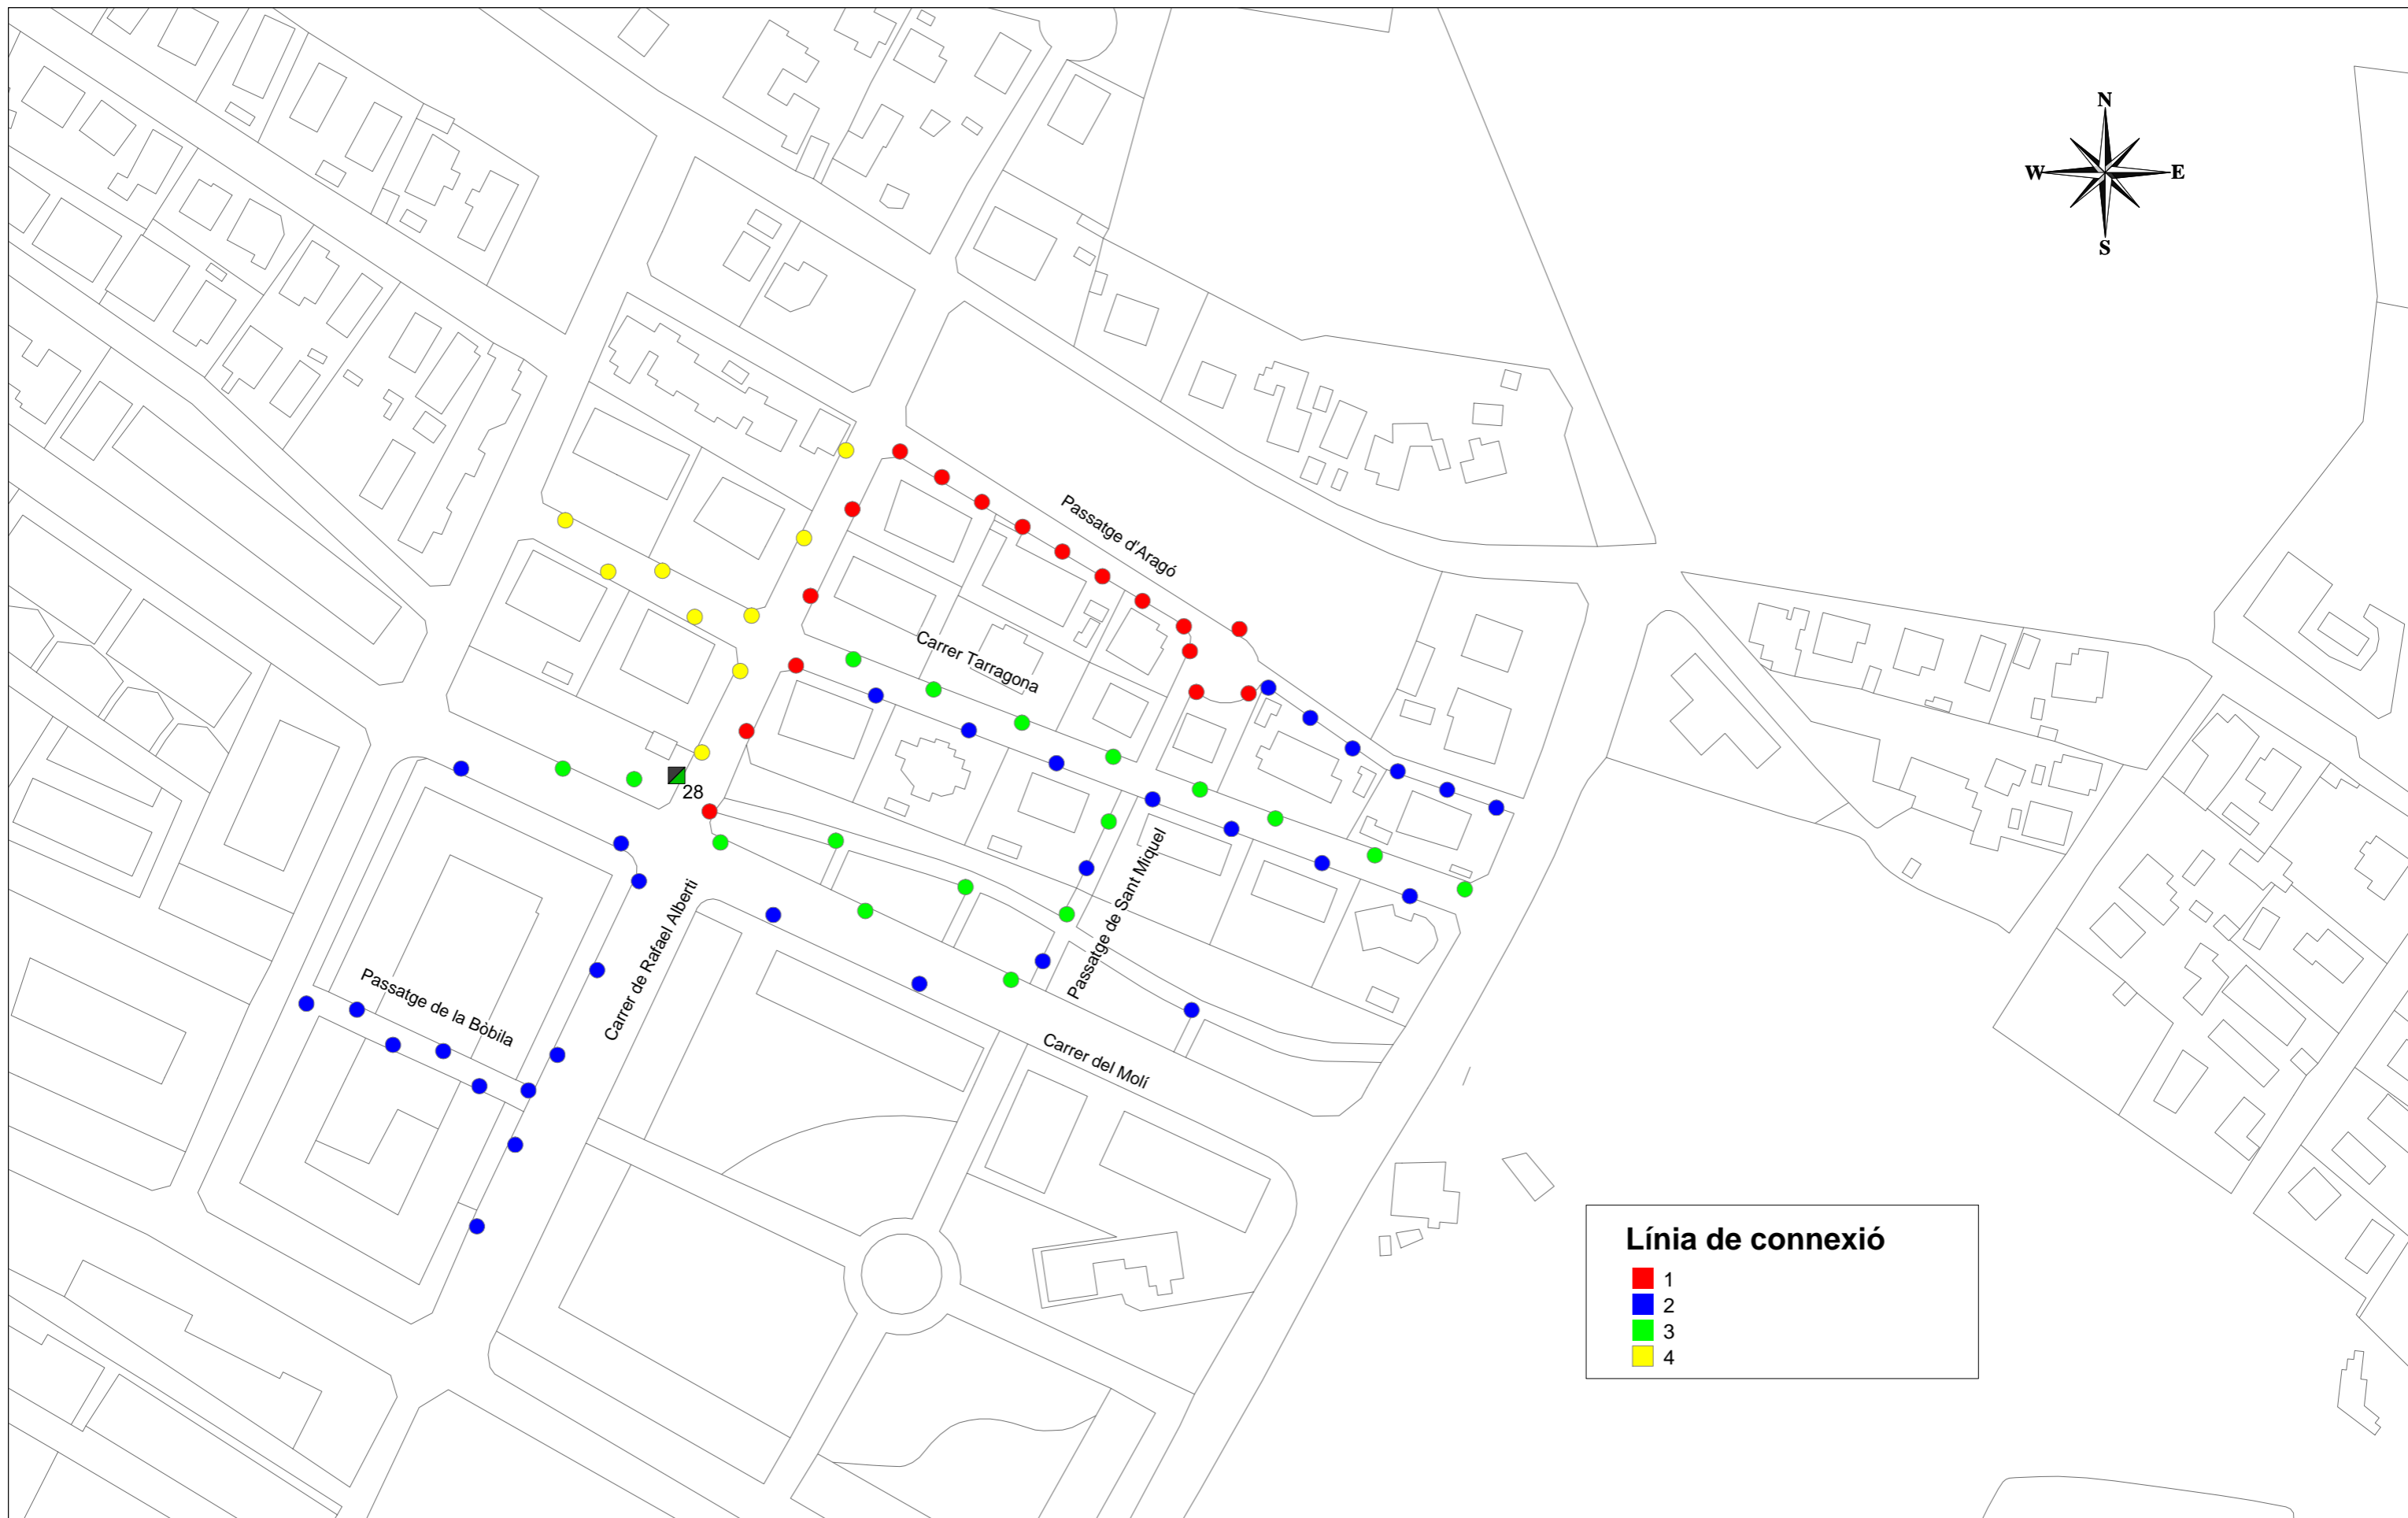 N
W
E
S
Passatge d'Aragó
Carrer Tarragona
28
Passatge de Sant Miquel
Carrer de Rafael Alberti
Passatge de la Bòbila
Carrer del Molí
Línia de connexió
1
2
3
4